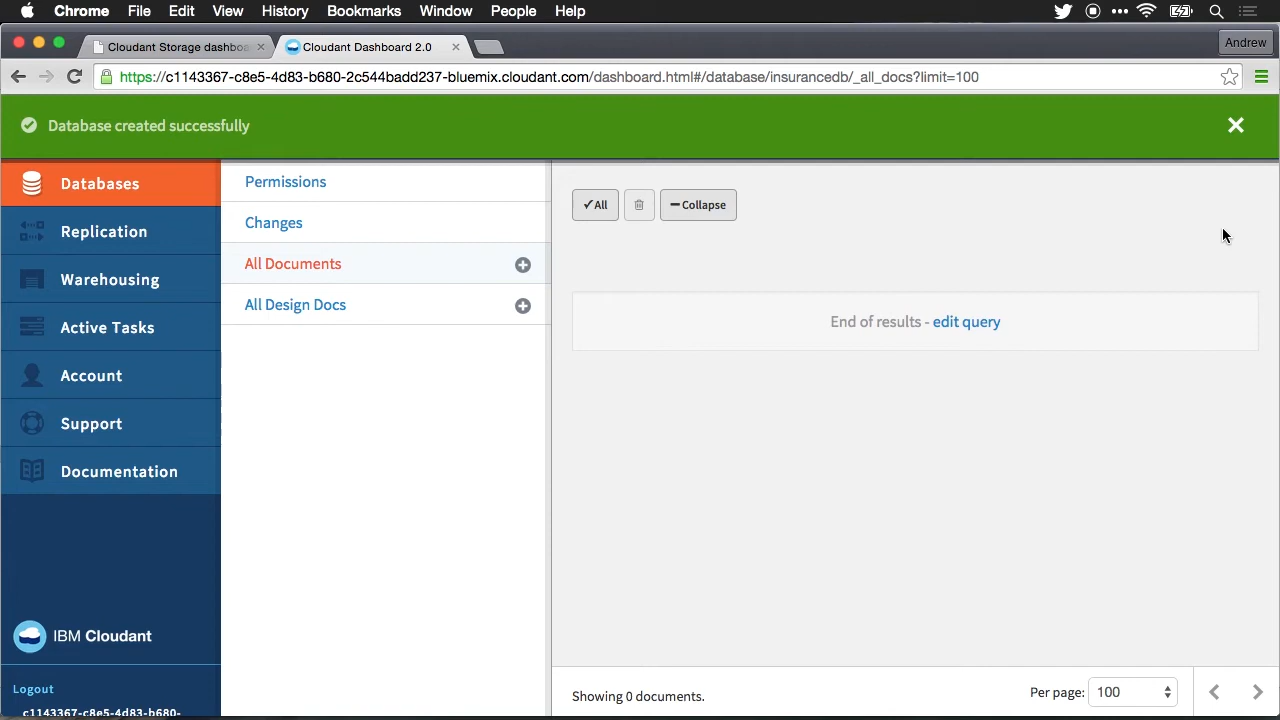 Chrome File Edit View History Bookmarks Window People Help
Cloudant Storage dashboa
Cloudant Dashboard 2.0
Andrew
https://c1143367-c8e5-4d83-b680-2c544badd237-bluemix.cloudant.com/dashboard.html#/database/insurancedb/_all_docs?limit=100
Database created successfully
Databases
Replication
Warehousing
Active Tasks
Account
Support
Documentation
IBM Cloudant
Logout
c1143367-c8e5-4d83-b680-
Permissions
Changes
All Documents
All Design Docs
All
Collapse
End of results - edit query
Showing 0 documents.
Per page: 100